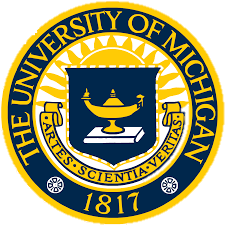 THE UNIVERSITY OF MICHIGAN
ARTES · SCIENTIA · VERITAS
1817